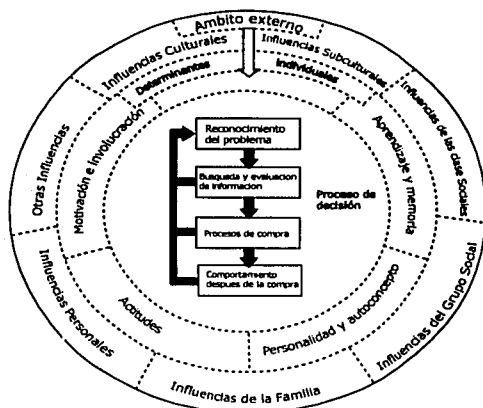 Ambito externo
Influencias Culturales
Influencias Subculturales
Determinantes
Individuales
Influencias de las clase Sociales
Otras Influencias
Motivación e Involucración
Aprendizaje y memoria
Reconocimiento
del problema
Busqueda y evaluacion
de informacion
Proceso de
decisión
Procesos de compra
Comportamiento
despues de la compra
Actitudes
Personalidad y autoconcepto
Influencias Personales
Influencias del Grupo Social
Influencias de la Familia